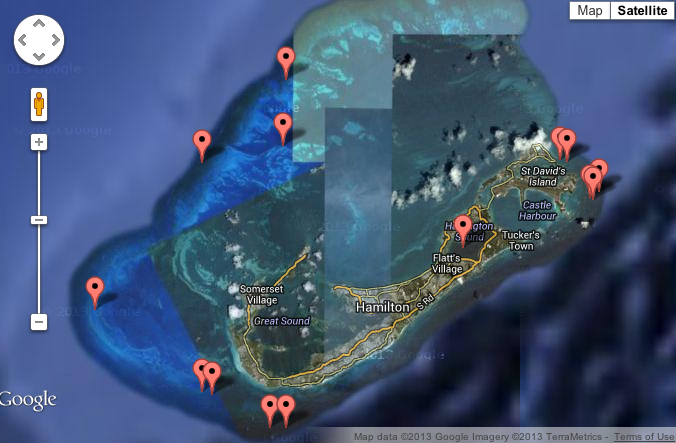 Map Satellite
St David's
Island
Castle
Harbour
Sound
Tucker's
Town
Flatt's
Village
Somerset
Village
Great Sound
Hamilton
S Rd
Google
Map data ©2013 Google Imagery ©2013 TerraMetrics - Terms of Use